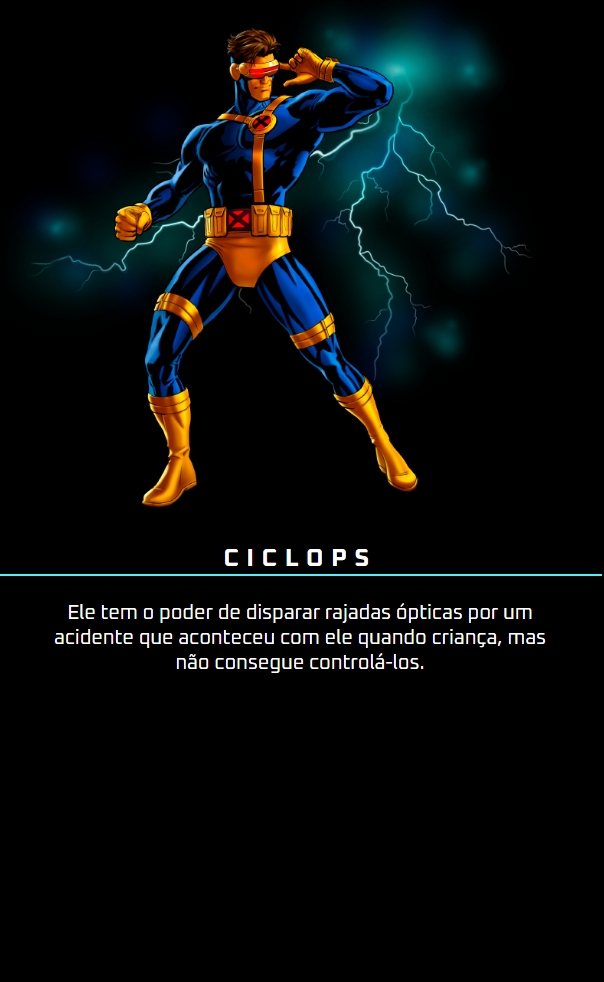 CICLOPS
Ele tem o poder de disparar rajadas ópticas por um
acidente que aconteceu com ele quando criança, mas
não consegue controlá-los.